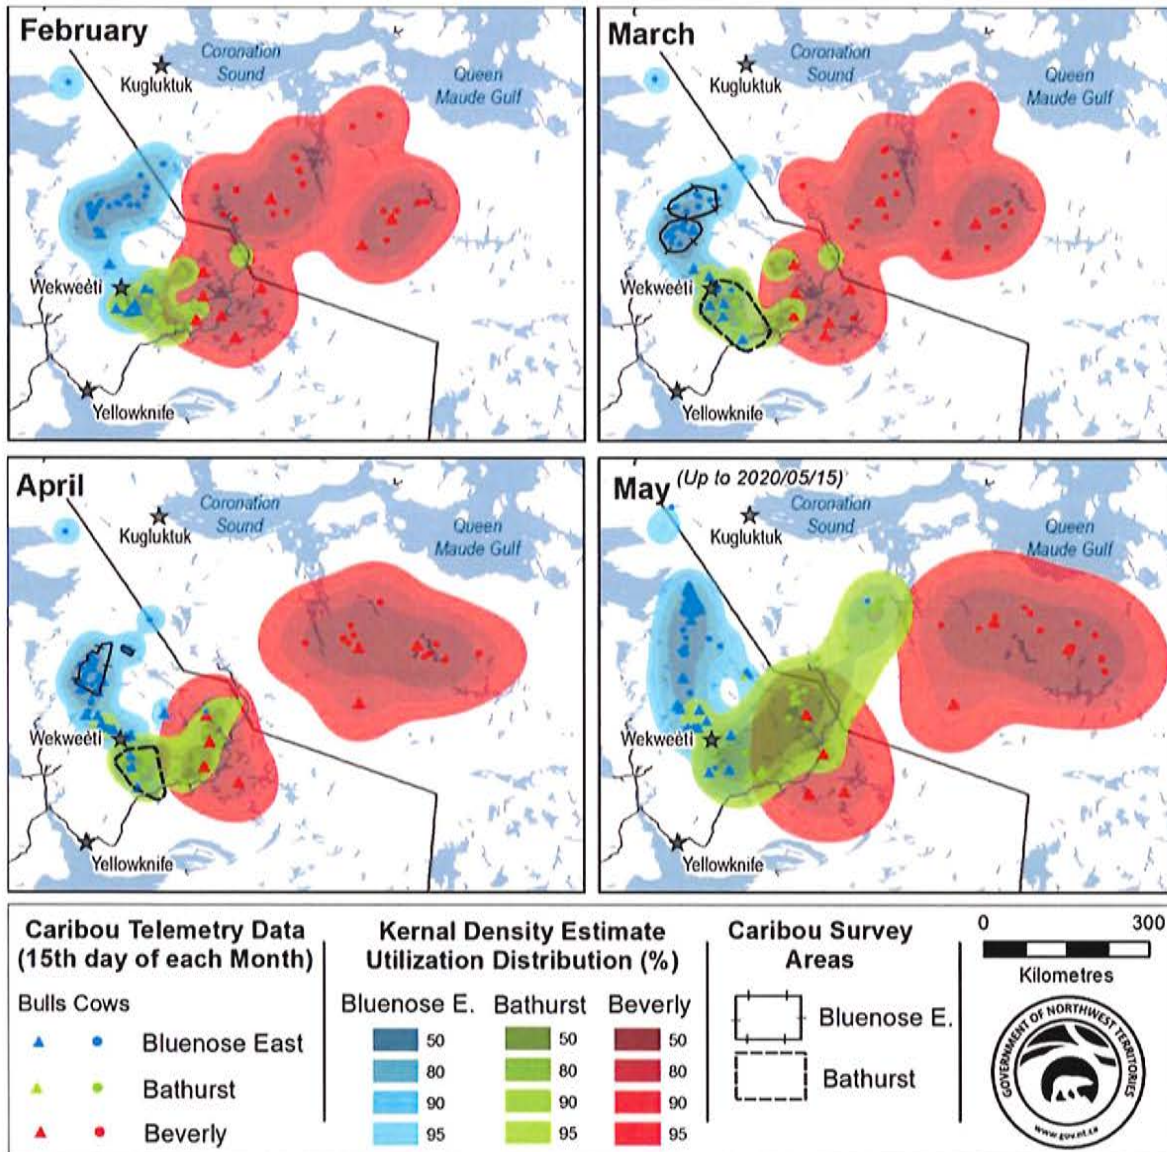 February
Coronation
Sound
Kugluktuk
Queen
Maude Gulf
Wekweètì
Yellowknife
March
Coronation
Sound
Kugluktuk
Queen
Maude Gulf
Wekweètì
Yellowknife
April
Coronation
Sound
Kugluktuk
Queen
Maude Gulf
Wekweètì
Yellowknife
May (Up to 2020/05/15)
Coronation
Sound
Kugluktuk
Queen
Maude Gulf
Wekweètì
Yellowknife
Caribou Telemetry Data
(15th day of each Month)
Bulls Cows
Bluenose East
Bathurst
Beverly
Kernal Density Estimate
Utilization Distribution (%)
Bluenose E. Bathurst Beverly
50 50 50
80 80 80
90 90 90
95 95 95
Caribou Survey
Areas
Bluenose E.
Bathurst
0 300
Kilometres
GOVERNMENT OF NORTHWEST TERRITORIES
www.gov.nt.ca